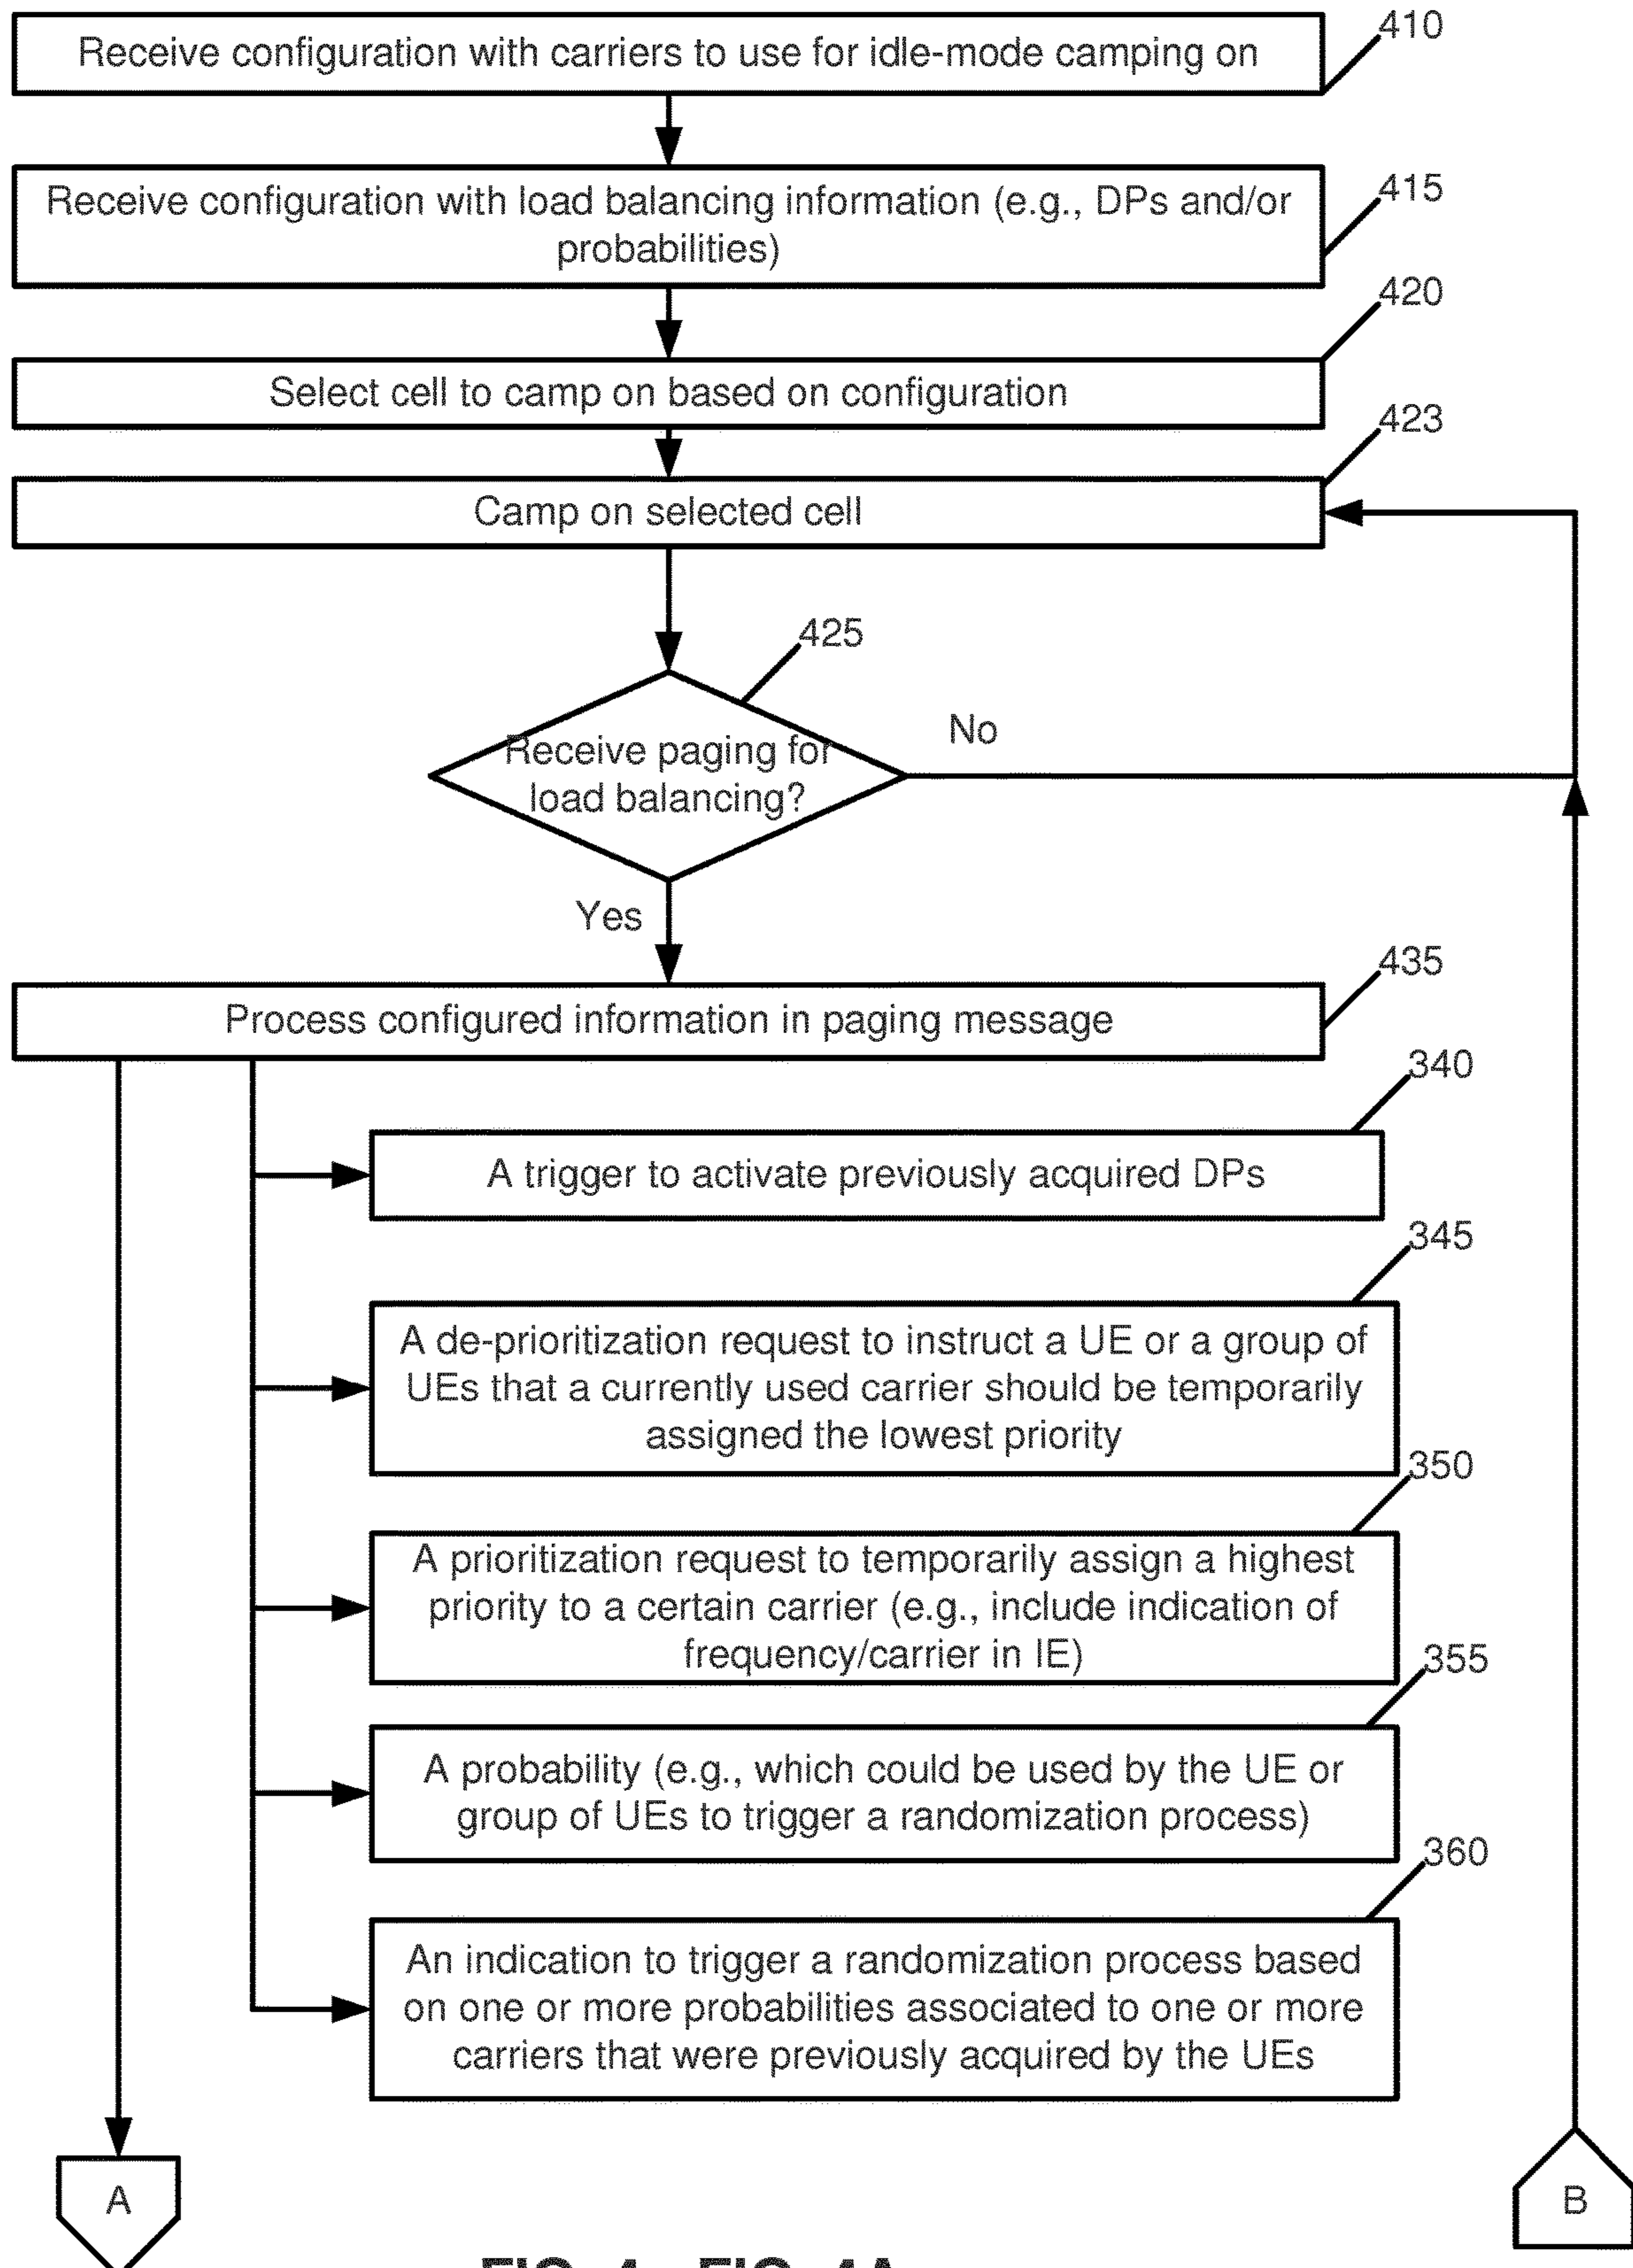 Receive configuration with carriers to use for idle-mode camping on
410
Receive configuration with load balancing information (e.g., DPs and/or
probabilities)
415
420
Select cell to camp on based on configuration
423
Camp on selected cell
425
Receive paging for
load balancing?
No
Yes
435
Process configured information in paging message
340
A trigger to activate previously acquired DPs
345
A de-prioritization request to instruct a UE or a group of
UEs that a currently used carrier should be temporarily
assigned the lowest priority
350
A prioritization request to temporarily assign a highest
priority to a certain carrier (e.g., include indication of
frequency/carrier in IE)
355
A probability (e.g., which could be used by the UE or
group of UEs to trigger a randomization process)
360
An indication to trigger a randomization process based
on one or more probabilities associated to one or more
carriers that were previously acquired by the UEs
A
B